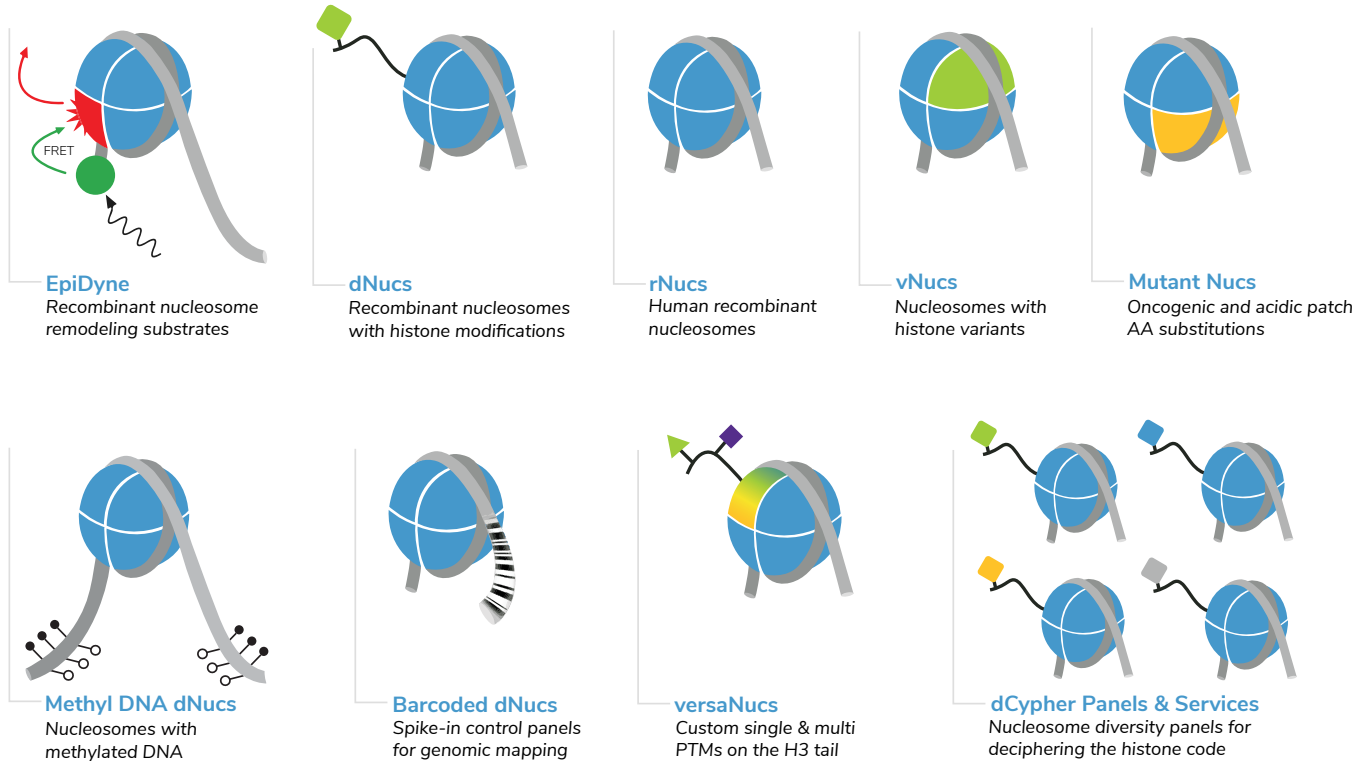 FRET
EpiDyne
Recombinant nucleosome
remodeling substrates
dNucs
Recombinant nucleosomes
with histone modifications
rNucs
Human recombinant
nucleosomes
vNucs
Nucleosomes with
histone variants
Mutant Nucs
Oncogenic and acidic patch
AA substitutions
Methyl DNA dNucs
Nucleosomes with
methylated DNA
Barcoded dNucs
Spike-in control panels
for genomic mapping
versaNucs
Custom single & multi
PTMs on the H3 tail
dCypher Panels & Services
Nucleosome diversity panels for
deciphering the histone code